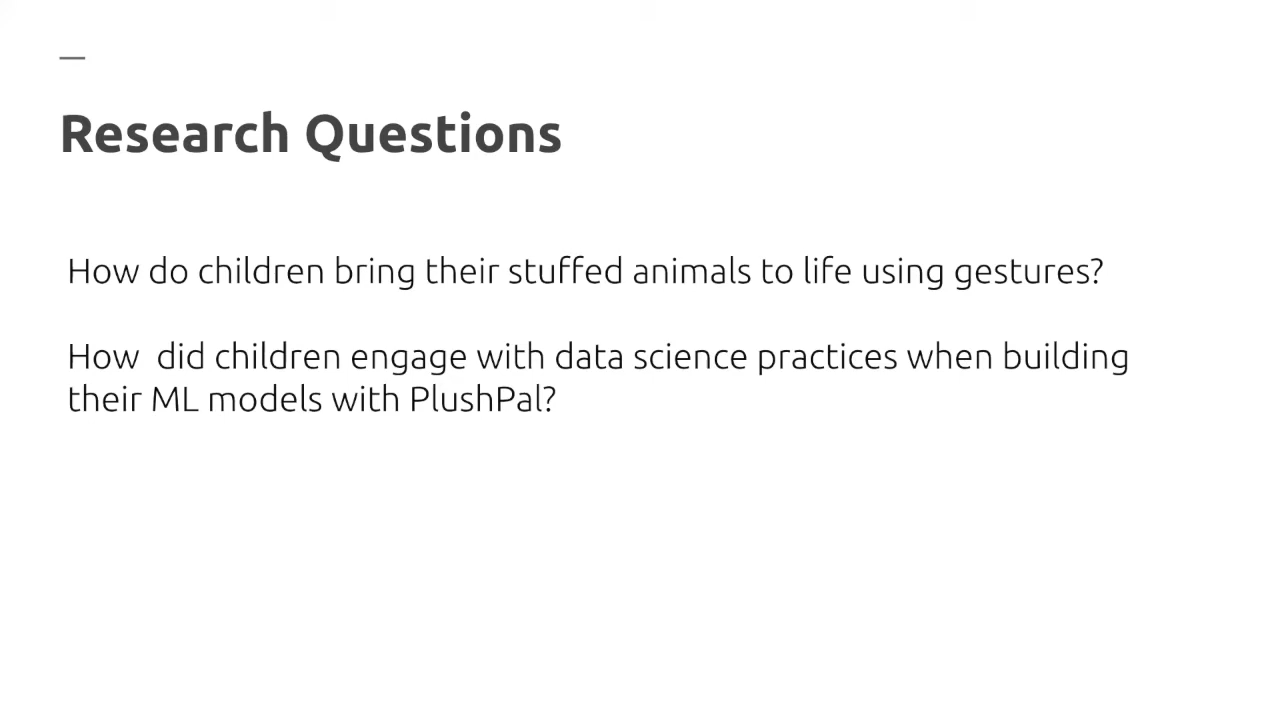 Research Questions
How do children bring their stuffed animals to life using gestures?
How  did children engage with data science practices when building
their ML models with PlushPal?